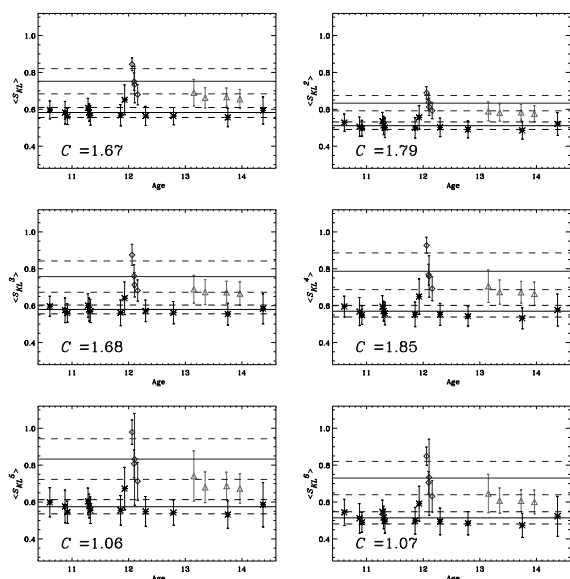 <S_KL>
1.0
0.8
0.6
0.4
11 12 13 14
Age
C = 1.67
<S_KL^2>
1.0
0.8
0.6
0.4
11 12 13 14
Age
C = 1.79
<S_KL^3>
1.0
0.8
0.6
0.4
11 12 13 14
Age
C = 1.68
<S_KL^4>
1.0
0.8
0.6
0.4
11 12 13 14
Age
C = 1.85
<S_KL^5>
1.0
0.8
0.6
0.4
11 12 13 14
Age
C = 1.06
<S_KL^6>
1.0
0.8
0.6
0.4
11 12 13 14
Age
C = 1.07